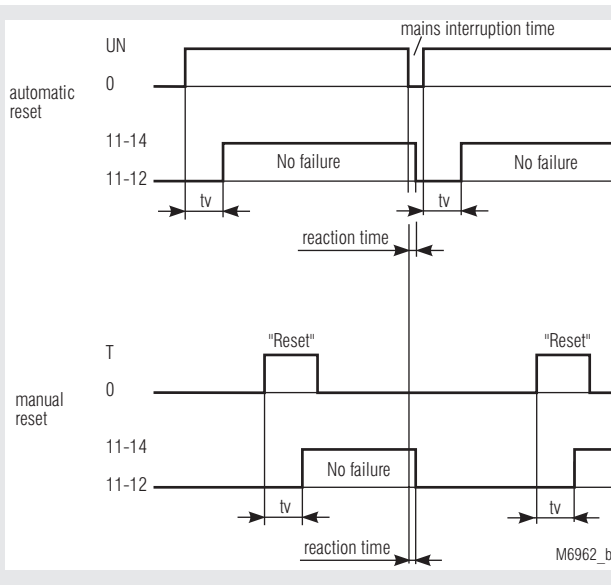 mains interruption time
UN
0
automatic
reset
11-14
No failure
No failure
11-12
tv
tv
reaction time
"Reset"
"Reset"
T
0
manual
reset
11-14
No failure
11-12
tv
tv
reaction time
M6962_b